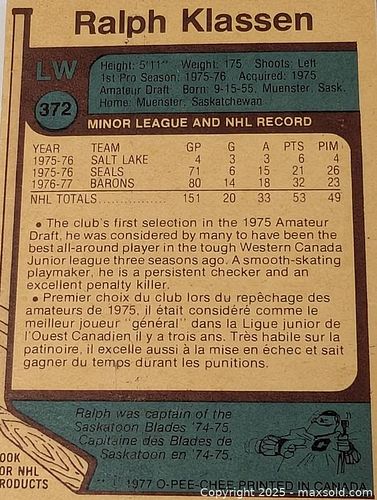 Ralph Klassen
LW
372
Height: 5'11" Weight: 175 Shoots: Left
1st Pro Season: 1975-76 Acquired: 1975
Amateur Draft Born: 9-15-55, Muenster, Sask.
Home: Muenster, Saskatchewan
MINOR LEAGUE AND NHL RECORD
YEAR TEAM GP G A PTS PIM
1975-76 SALT LAKE 4 3 3 6 4
1975-76 SEALS 71 6 15 21 26
1976-77 BARONS 80 14 18 32 23
NHL TOTALS................ 151 20 33 53 49
• The club's first selection in the 1975 Amateur
Draft, he was considered by many to have been the
best all-around player in the tough Western Canada
Junior league three seasons ago. A smooth-skating
playmaker, he is a persistent checker and an
excellent penalty killer.
• Premier choix du club lors du repêchage des
amateurs de 1975, il était considéré comme le
meilleur joueur "général" dans la Ligue junior de
l'Ouest Canadien il y a trois ans. Très habile sur la
patinoire, il excelle aussi à la mise en échec et sait
gagner du temps dùrant les punitions.
Ralph was captain of the
Saskatoon Blades '74-75.
Capitaine des Blades de
Saskatoon en '74-75.
OOK
OR NHL
RODUCTS
C
© 1977 O-PEE-CHEE PRINTED IN CANADA
Copyright 2025 - maxsold.com